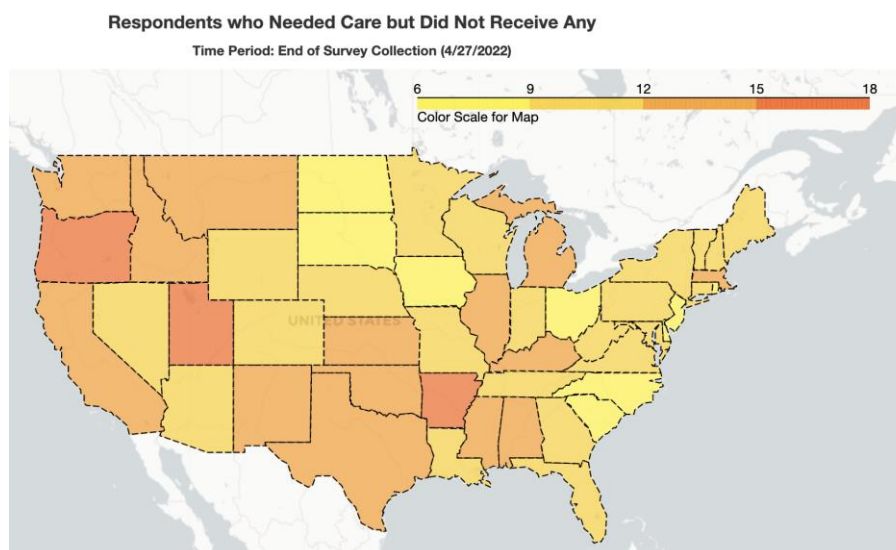 Respondents who Needed Care but Did Not Receive Any
Time Period: End of Survey Collection (4/27/2022)
6 9 12 15 18
Color Scale for Map
UNITED STATES